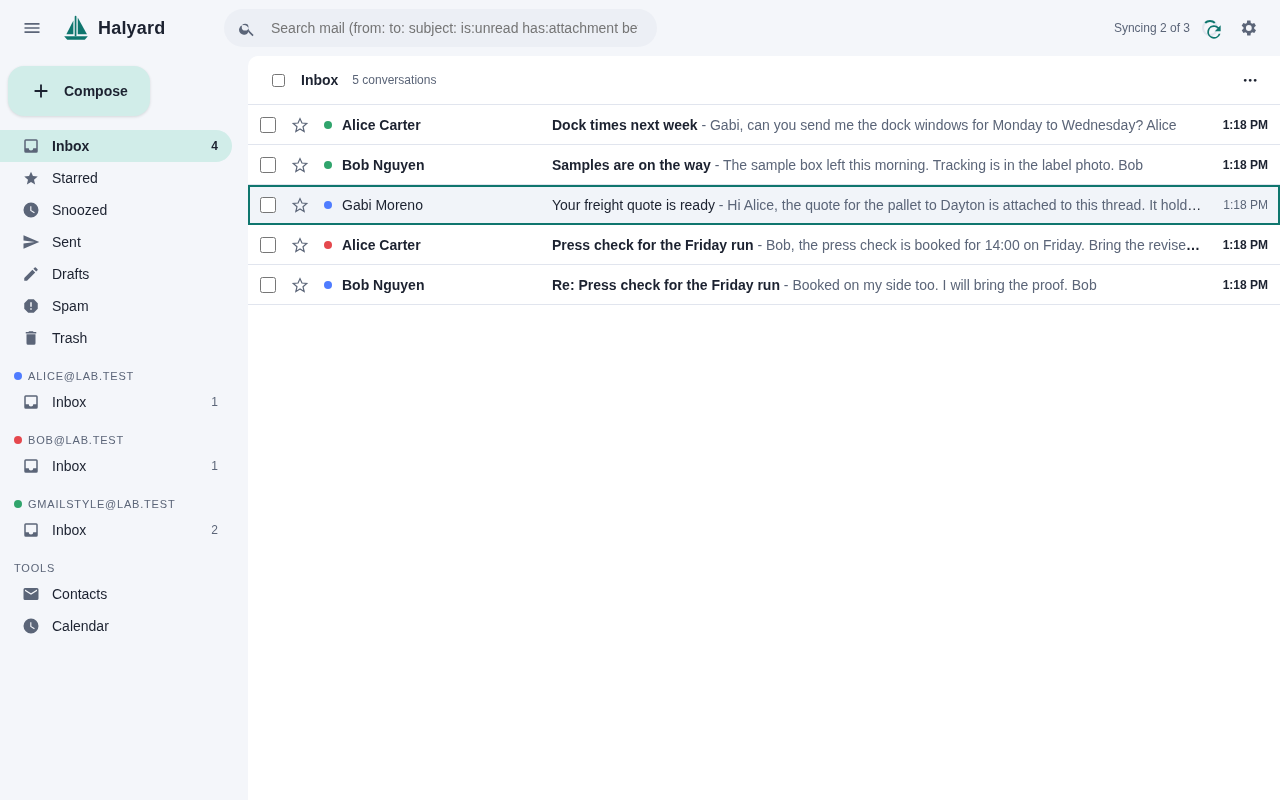 Halyard
Search mail (from: to: subject: is:unread has:attachment be
Syncing 2 of 3
Compose
Inbox 4
Starred
Snoozed
Sent
Drafts
Spam
Trash
ALICE@LAB.TEST
Inbox 1
BOB@LAB.TEST
Inbox 1
GMAILSTYLE@LAB.TEST
Inbox 2
TOOLS
Contacts
Calendar
Inbox 5 conversations
Alice Carter Dock times next week - Gabi, can you send me the dock windows for Monday to Wednesday? Alice 1:18 PM
Bob Nguyen Samples are on the way - The sample box left this morning. Tracking is in the label photo. Bob 1:18 PM
Gabi Moreno Your freight quote is ready - Hi Alice, the quote for the pallet to Dayton is attached to this thread. It hold… 1:18 PM
Alice Carter Press check for the Friday run - Bob, the press check is booked for 14:00 on Friday. Bring the revise… 1:18 PM
Bob Nguyen Re: Press check for the Friday run - Booked on my side too. I will bring the proof. Bob 1:18 PM